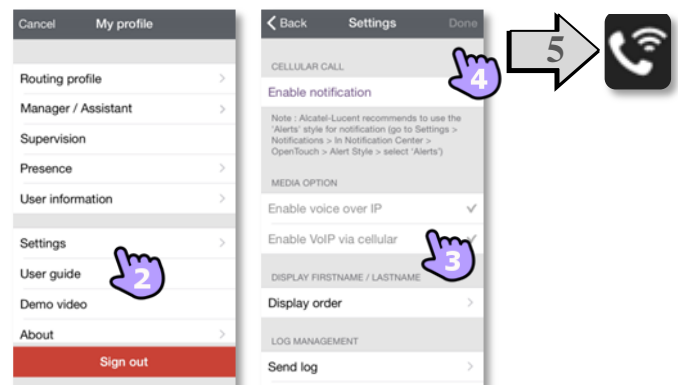 Cancel My profile
Routing profile
Manager / Assistant
Supervision
Presence
User information
Settings
User guide
2
Demo video
About
Sign out
Back Settings Done
CELLULAR CALL
4
Enable notification
Note : Alcatel-Lucent recommends to use the
'Alerts' style for notification (go to Settings >
Notifications > In Notification Center >
OpenTouch > Alert Style > select 'Alerts')
MEDIA OPTION
Enable voice over IP
Enable VoIP via cellular
3
DISPLAY FIRSTNAME / LASTNAME
Display order
LOG MANAGEMENT
Send log
5